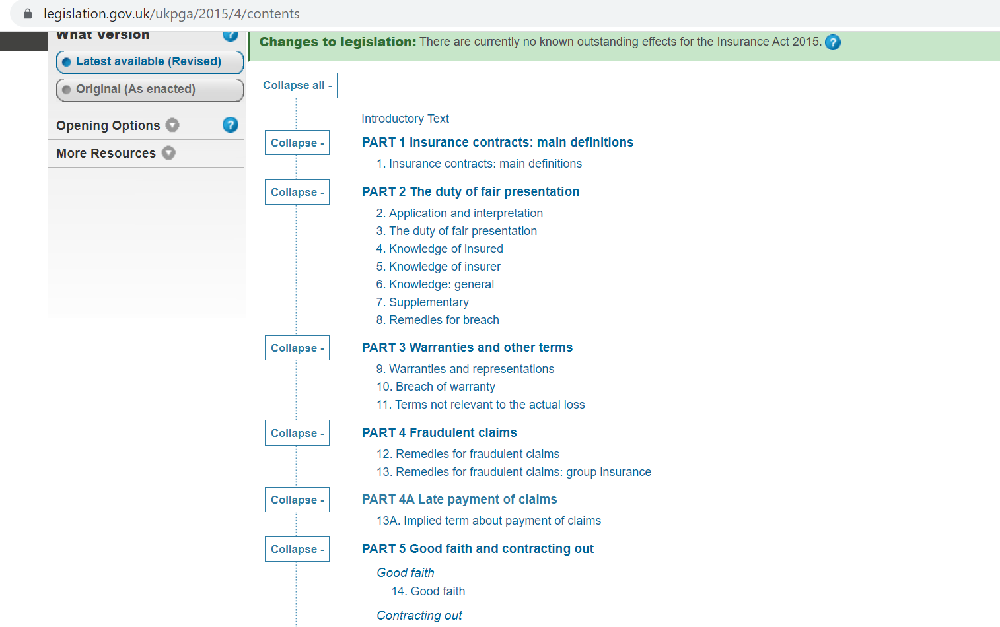 legislation.gov.uk/ukpga/2015/4/contents
What Version
?
Latest available (Revised)
Original (As enacted)
Opening Options
?
More Resources
Changes to legislation: There are currently no known outstanding effects for the Insurance Act 2015. ?
Collapse all -
Introductory Text
Collapse - PART 1 Insurance contracts: main definitions
1. Insurance contracts: main definitions
Collapse - PART 2 The duty of fair presentation
2. Application and interpretation
3. The duty of fair presentation
4. Knowledge of insured
5. Knowledge of insurer
6. Knowledge: general
7. Supplementary
8. Remedies for breach
Collapse - PART 3 Warranties and other terms
9. Warranties and representations
10. Breach of warranty
11. Terms not relevant to the actual loss
Collapse - PART 4 Fraudulent claims
12. Remedies for fraudulent claims
13. Remedies for fraudulent claims: group insurance
Collapse - PART 4A Late payment of claims
13A. Implied term about payment of claims
Collapse - PART 5 Good faith and contracting out
Good faith
14. Good faith
Contracting out